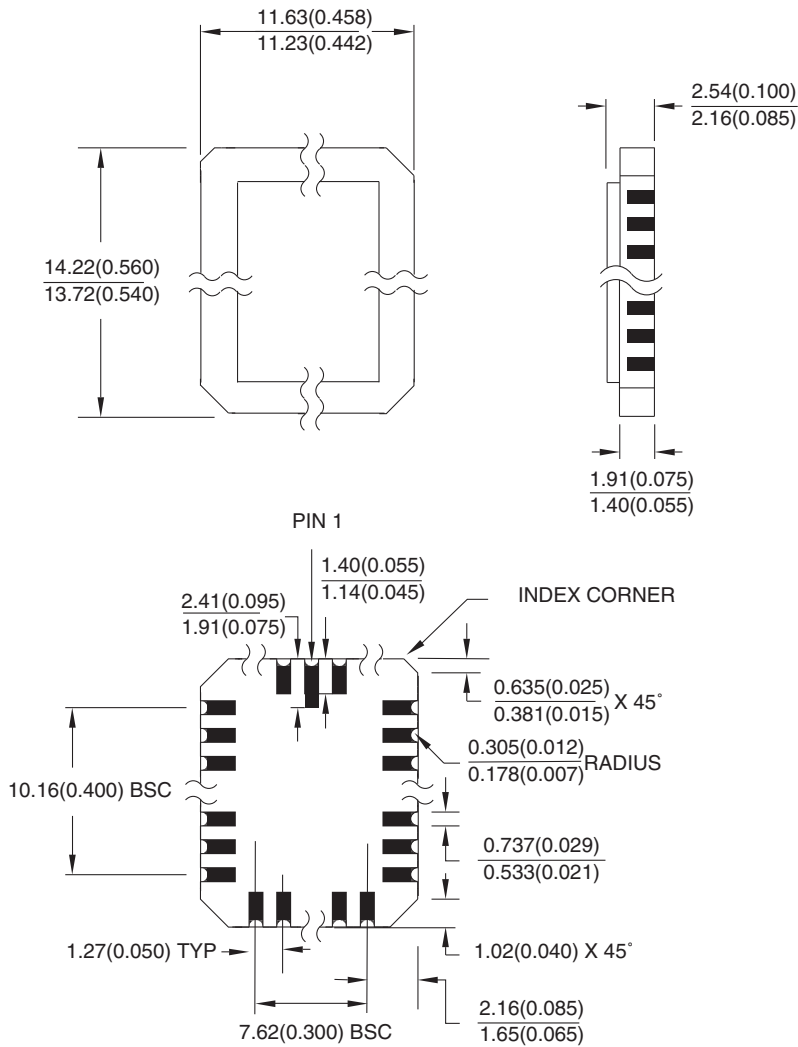 11.63(0.458)
11.23(0.442)
2.54(0.100)
2.16(0.085)
14.22(0.560)
13.72(0.540)
1.91(0.075)
1.40(0.055)
PIN 1
1.40(0.055)
1.14(0.045)
INDEX CORNER
2.41(0.095)
1.91(0.075)
0.635(0.025)
0.381(0.015) X 45°
0.305(0.012)
0.178(0.007) RADIUS
10.16(0.400) BSC
0.737(0.029)
0.533(0.021)
1.27(0.050) TYP
1.02(0.040) X 45°
2.16(0.085)
1.65(0.065)
7.62(0.300) BSC